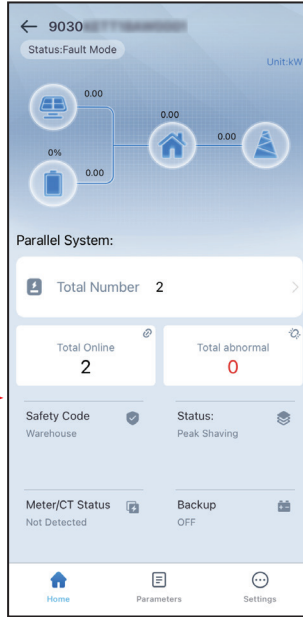 9030
Status:Fault Mode
Unit:kW
0.00
0.00
0%
0.00
0.00
Parallel System:
Total Number 2
Total Online
2
Total abnormal
0
Safety Code
Warehouse
Status:
Peak Shaving
Meter/CT Status
Not Detected
Backup
OFF
Home
Parameters
Settings